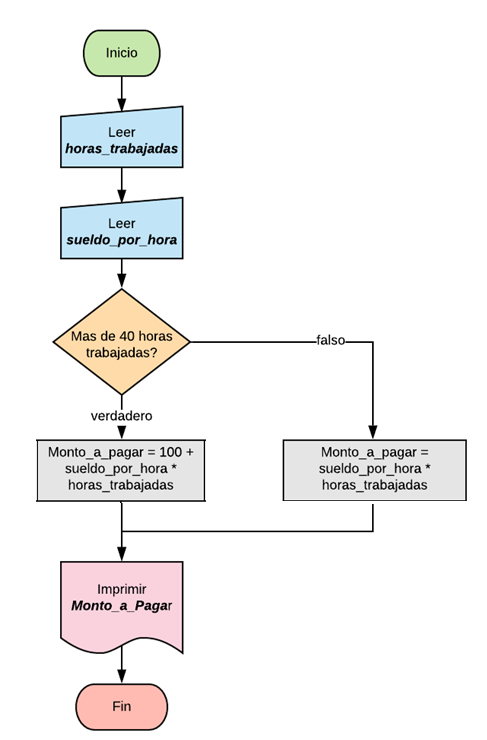 Inicio
Leer
horas_trabajadas
Leer
sueldo_por_hora
Mas de 40 horas
trabajadas?
falso
verdadero
Monto_a_pagar = 100 +
sueldo_por_hora *
horas_trabajadas
Monto_a_pagar =
sueldo_por_hora *
horas_trabajadas
Imprimir
Monto_a_Pagar
Fin